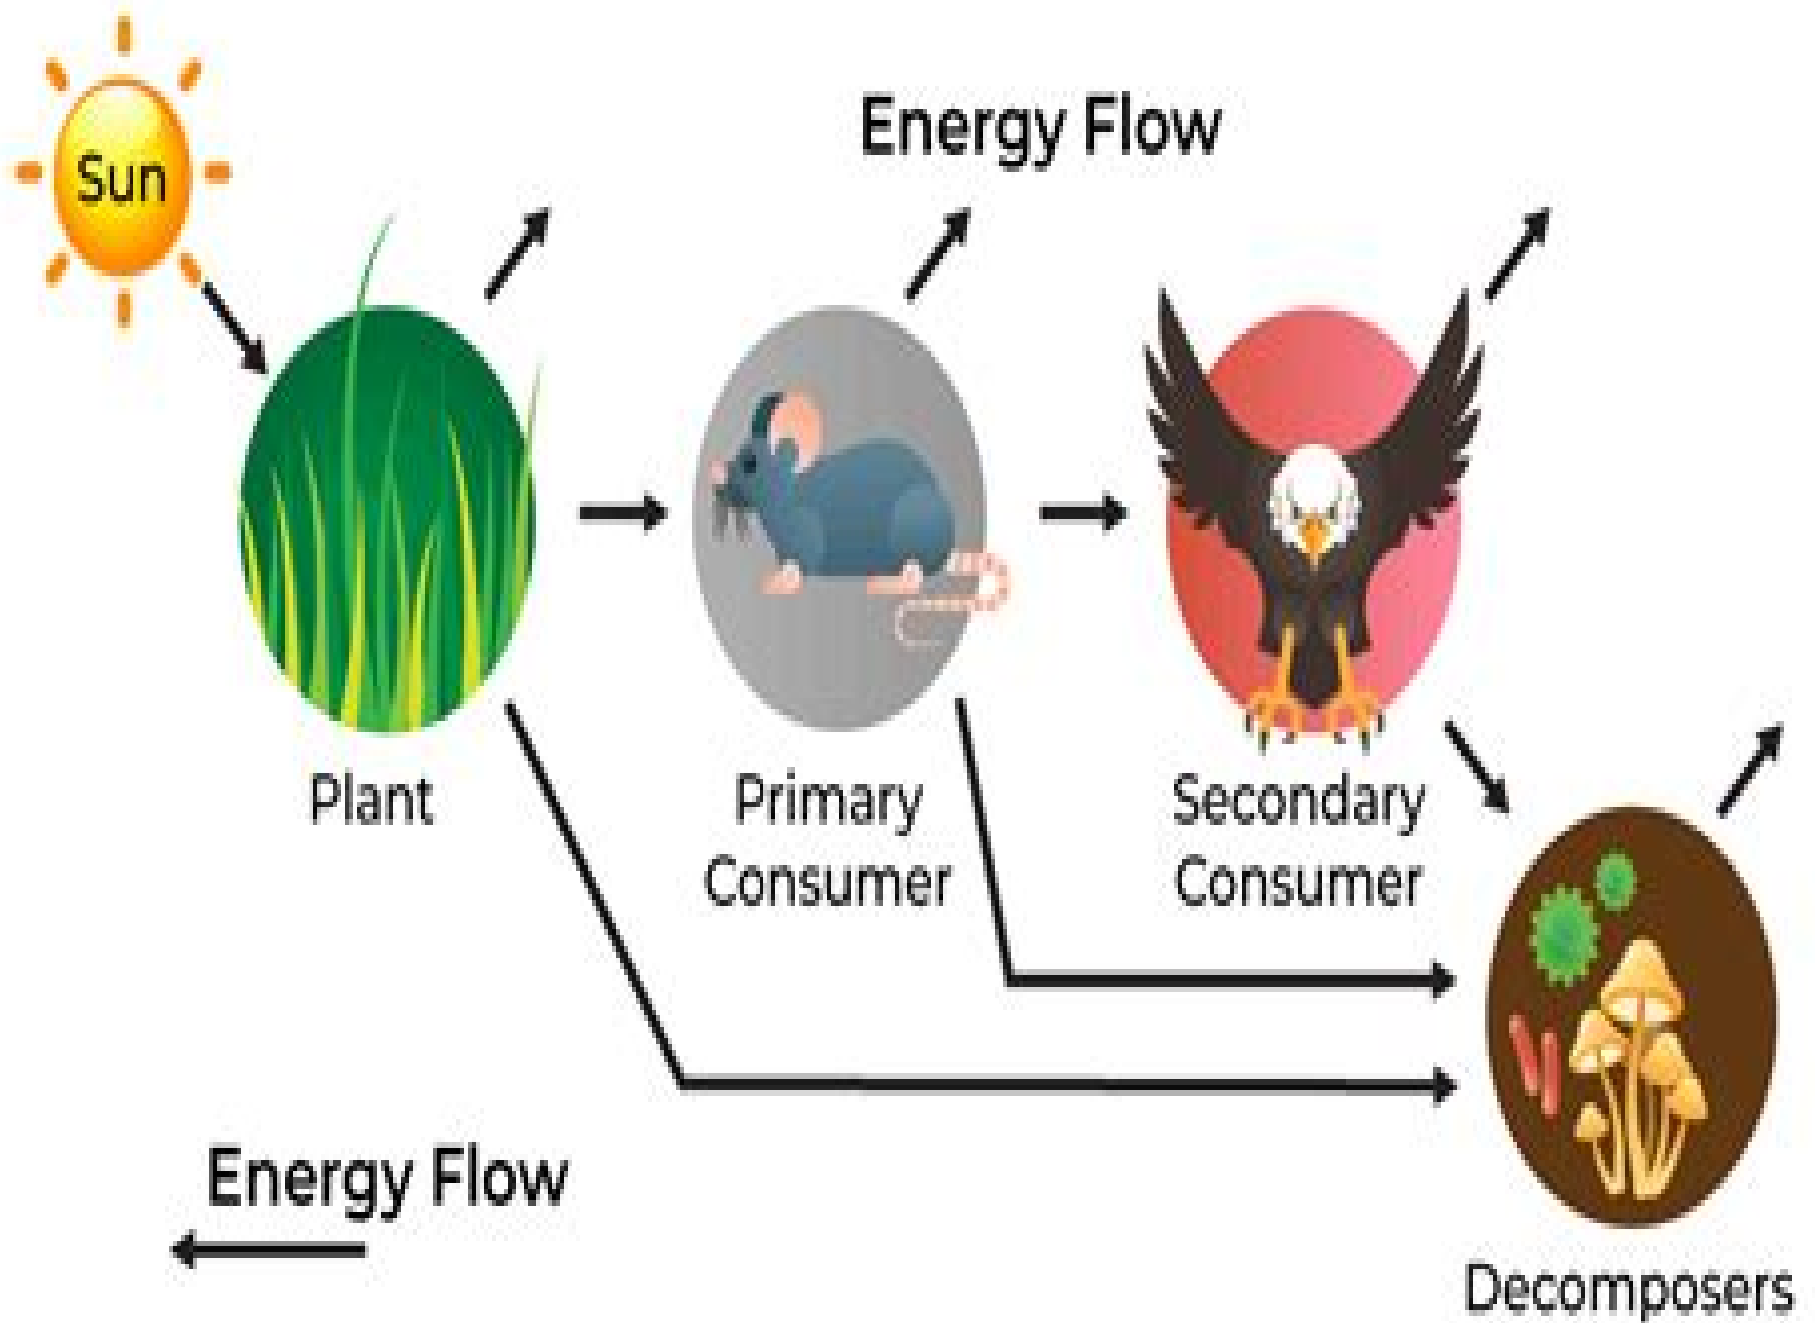 Sun
Energy Flow
Plant
Primary
Consumer
Secondary
Consumer
Energy Flow
Decomposers